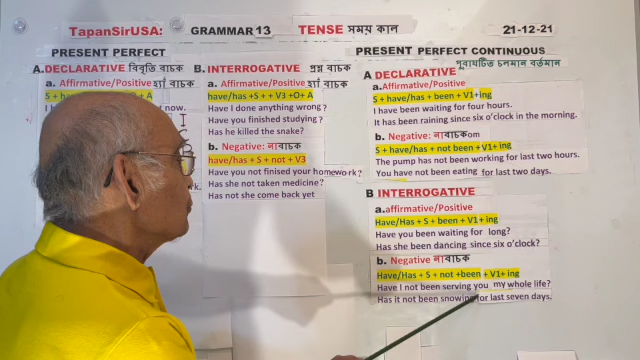 TapanSirUSA: GRAMMAR 13 TENSE সময় কাল 21-12-21
PRESENT PERFECT
A.DECLARATIVE বিবৃতি বাচক
a. Affirmative/Positive হ্যাঁ বাচক
S + A
now.
B. INTERROGATIVE প্রশ্ন বাচক
a. Affirmative/Positive হ্যাঁ বাচক
have/has +S + + V3 +O+ A
Have I done anything wrong ?
Have you finished studying?
Has he killed the snake?
b. Negative: না বাচক
have/has + S + not + V3
Have you not finised your homework?
Has she not taken medicine?
Has not she come back yet
PRESENT PERFECT CONTINUOUS
পুরাঘটিত চলমান বর্তমান
A DECLARATIVE
a.Affirmative/Positive
S + have/has + been + V1+ing
I have been waiting for four hours.
It has been raining since six o'clock in the morning.
b. Negative: নাবাচকom
S + have/has + not been + V1+ing
The pump has not been working for last two hours.
You have not been eating for last two days.
B INTERROGATIVE
a.affirmative/Positive
Have/Has + S + been + V1+ ing
Have you been waiting for long?
Has she been dancing since six o'clock?
b. Negative নাবাচক
Have/Has + S + not +been + V1+ ing
Have I not been serving you my whole life?
Has it not been snowing for last seven days.